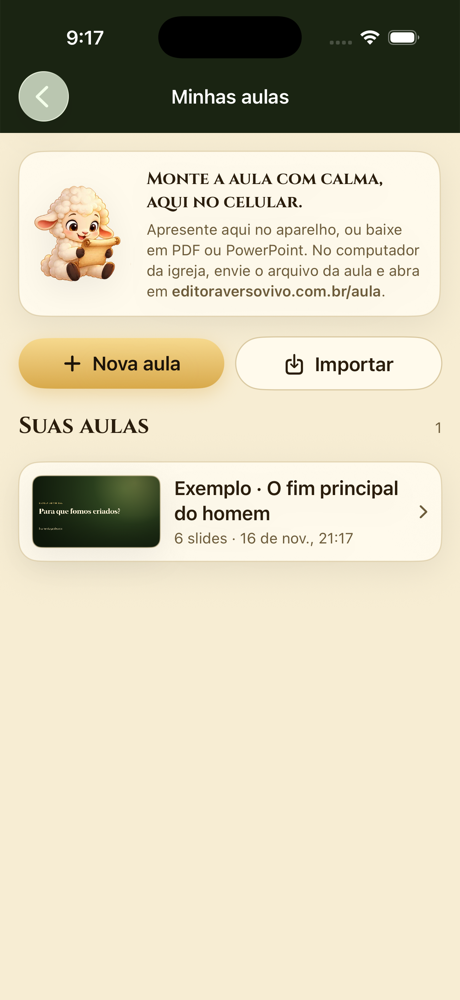 9:17
Minhas aulas
Monte a aula com calma,
aqui no celular.
Apresente aqui no aparelho, ou baixe
em PDF ou PowerPoint. No computador
da igreja, envie o arquivo da aula e abra
em editoraversovivo.com.br/aula.
Nova aula
Importar
Suas aulas
1
Para que fomos criados?
Exemplo · O fim principal
do homem
6 slides · 16 de nov., 21:17